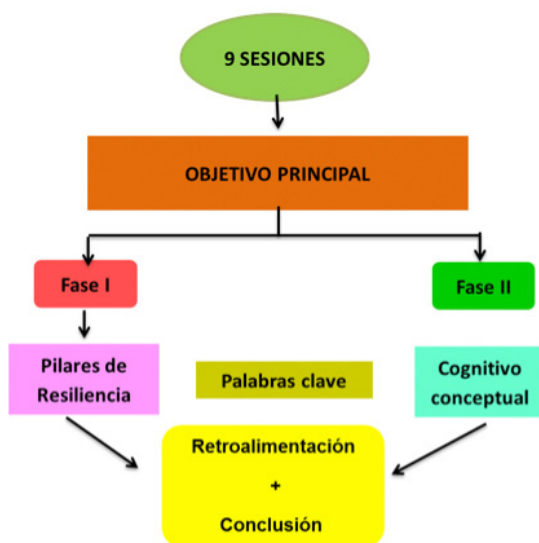 9 SESIONES
OBJETIVO PRINCIPAL
Fase I
Fase II
Pilares de
Resiliencia
Palabras clave
Cognitivo
conceptual
Retroalimentación
+
Conclusión